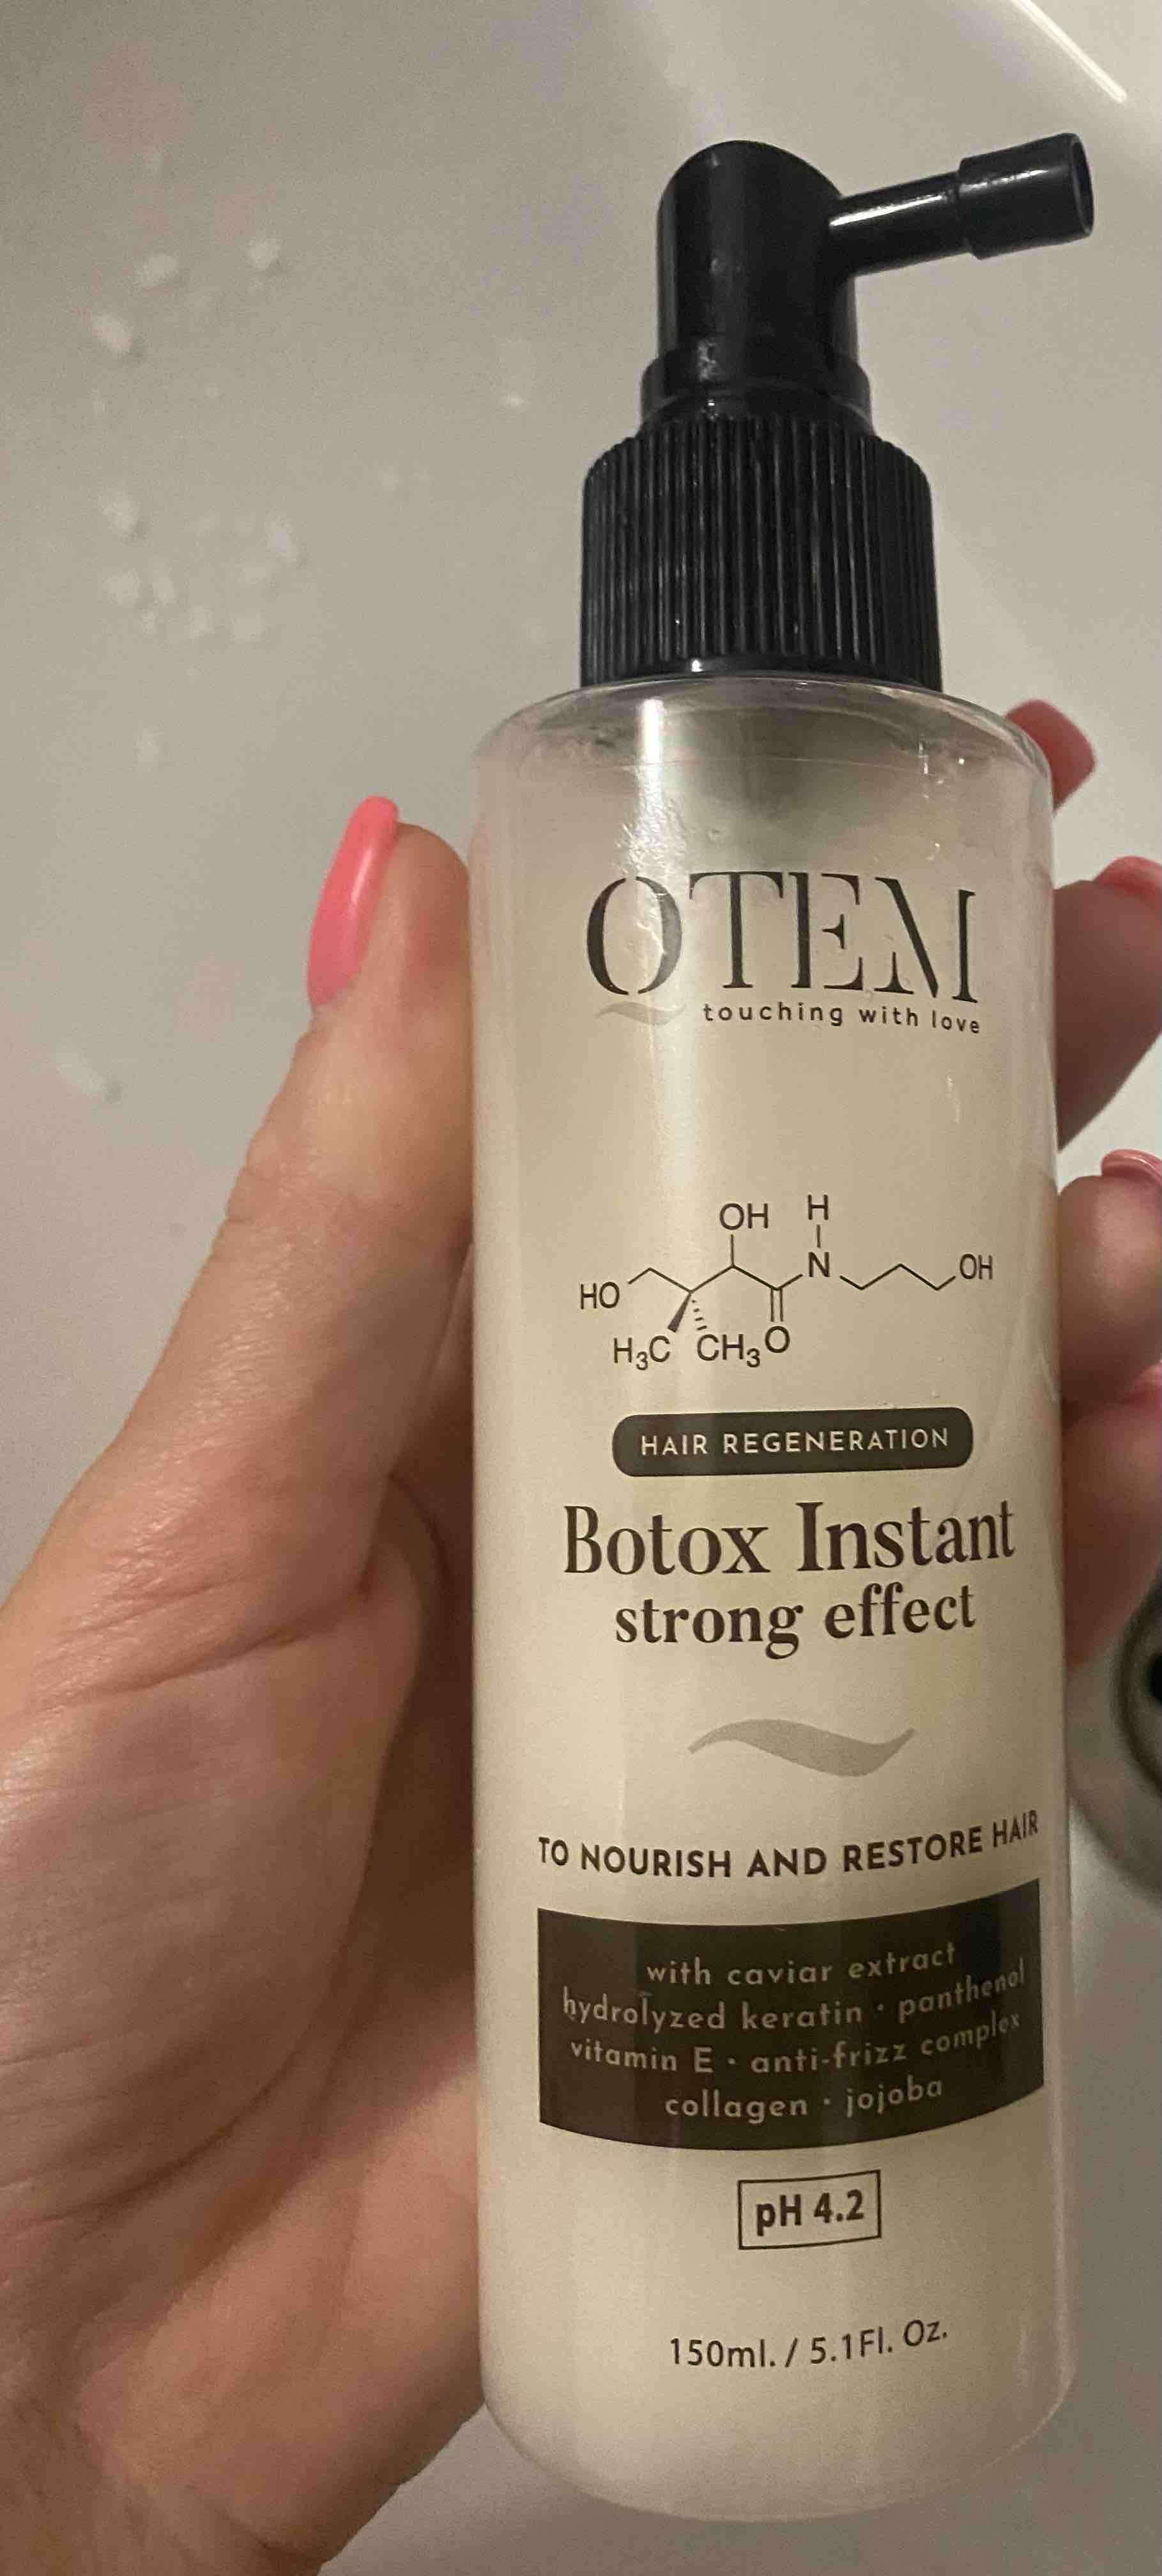 QTEM
touching with love
OH H
HO N OH
H₃C CH₃ O
HAIR REGENERATION
Botox Instant
strong effect
TO NOURISH AND RESTORE HAIR
with caviar extract
hydrolyzed keratin · panthenol
vitamin E · anti-frizz complex
collagen · jojoba
pH 4.2
150ml. / 5.1Fl. Oz.